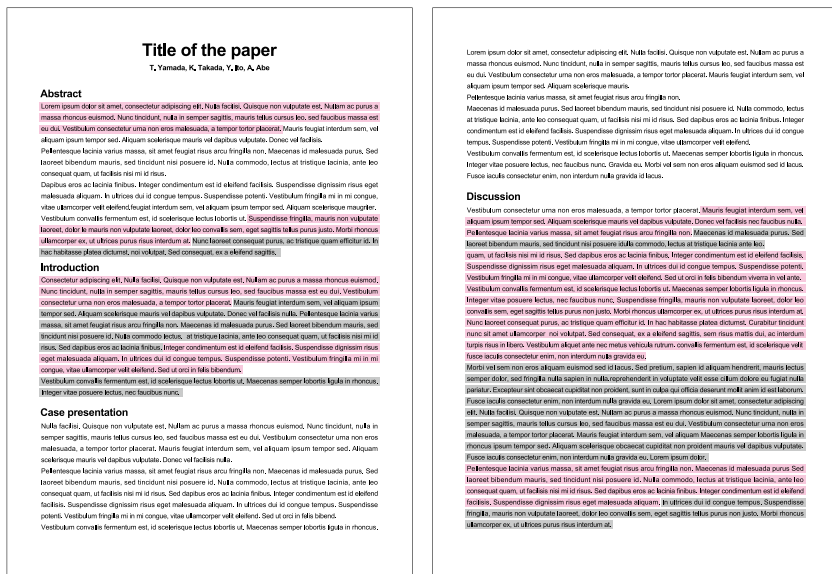 Title of the paper
T. Yamada, K. Takada, Y. Ito, A. Abe
Abstract
Lorem ipsum dolor sit amet, consectetur adipiscing elit. Nulla facilisi. Quisque non vulputate est, Nullam ac purus a
massa rhoncus euismod. Nunc tincidunt, nulla in semper sagittis, mauris tellus cursus leo, sed faucibus massa est
eu dui. Vestibulum consectetur urna non eros malesuada, a tempor tortor placerat. Mauris feugiat interdum sem, vel
aliquam ipsum tempor sed. Aliquam scelerisque mauris vel dapibus vulputate. Donec vel facilisis.
Pellentesque lacinia varius massa, sit amet feugiat risus arcu fringilla non, Maecenas id malesuada purus, Sed
laoreet bibendum mauris, sed tincidunt nisi posuere id. Nulla commodo, lectus at tristique lacinia, ante leo
consequat quam, ut facilisis nisi mi id risus.
Dapibus eros ac lacinia finibus. Integer condimentum est id eleifend facilisis. Suspendisse dignissim risus eget
malesuada aliquam. In ultrices dui id congue tempus. Suspendisse potenti. Vestibulum fringilla mi in mi congue,
vitae ullamcorper velit eleifend,feugiat interdum sem, vel aliquam ipsum tempor sed. Aliquam scelerisque maugriler.
Vestibulum convallis fermentum est, id scelerisque lectus lobortis ut. Suspendisse fringilla, mauris non vulputate
laoreet, dolor le mauris non vulputate laoreet, dolor leo convallis sem, eget sagittis tellus purus justo. Morbi rhoncus
ullamcorper ex, ut ultrices purus risus interdum at. Nunc laoreet consequat purus, ac tristique quam efficitur id. In
hac habitasse platea dictumst, noi volutpat, Sed consequat, ex a eleifend sagittis,
Introduction
Consectetur adipiscing elit, Nulla facilisi, Quisque non vulputate est, Nullam ac purus a massa rhoncus euismod,
Nunc tincidunt, nulla in semper sagittis, mauris tellus cursus leo, sed faucibus massa est eu dui. Vestibulum
consectetur urna non eros malesuada, a tempor tortor placerat. Mauris feugiat interdum sem, vel aliquam ipsum
tempor sed. Aliquam scelerisque mauris vel dapibus vulputate. Donec vel facilisis nulla. Pellentesque lacinia varius
massa, sit amet feugiat risus arcu fringilla non. Maecenas id malesuada purus. Sed laoreet bibendum mauris, sed
tincidunt nisi posuere id. Nulla commodo lectus, at tristique lacinia, ante leo consequat quam, ut facilisis nisi mi id
risus. Sed dapibus eros ac lacinia finibus. Integer condimentum est id eleifend facilisis. Suspendisse dignissim risus
eget malesuada aliquam. In ultrices dui id congue tempus. Suspendisse potenti. Vestibulum fringilla mi in mi
congue, vitae ullamcorper velit eleifend. Sed ut orci in felis bibendum.
Vestibulum convallis fermentum est, id scelerisque lectus lobortis ut, Maecenas semper lobortis ligula in rhoncus,
Integer vitae posuere lectus, nec faucibus nunc,
Case presentation
Nulla facilisi, Quisque non vulputate est, Nullam ac purus a massa rhoncus euismod, Nunc tincidunt, nulla in
semper sagittis, mauris tellus cursus leo, sed faucibus massa est eu dui. Vestibulum consectetur urna non eros
malesuada, a tempor tortor placerat. Mauris feugiat interdum sem, vel aliquam ipsum tempor sed. Aliquam
scelerisque mauris vel dapibus vulputate. Donec vel facilisis nulla.
Pellentesque lacinia varius massa, sit amet feugiat risus arcu fringilla non, Maecenas id malesuada purus. Sed
laoreet bibendum mauris, sed tincidunt nisi posuere id. Nulla commodo, lectus at tristique lacinia, ante leo
consequat quam, ut facilisis nisi mi id risus. Sed dapibus eros ac lacinia finibus. Integer condimentum est id eleifend
facilisis. Suspendisse dignissim risus eget malesuada aliquam. In ultrices dui id congue tempus. Suspendisse
potenti. Vestibulum fringilla mi in mi congue, vitae ullamcorper velit eleifend. Sed ut orci in felis bibend.
Vestibulum convallis fermentum est, id scelerisque lectus lobortis ut, Maecenas semper lobortis ligula in rhoncus,
Lorem ipsum dolor sit amet, consectetur adipiscing elit. Nulla facilisi. Quisque non vulputate est, Nullam ac purus a
massa rhoncus euismod. Nunc tincidunt, nulla in semper sagittis, mauris tellus cursus leo, sed faucibus massa est
eu dui. Vestibulum consectetur urna non eros malesuada, a tempor tortor placerat. Mauris feugiat interdum sem, vel
aliquam ipsum tempor sed. Aliquam scelerisque mauris.
Pellentesque lacinia varius massa, sit amet feugiat risus arcu fringilla non.
Maecenas id malesuada purus. Sed laoreet bibendum mauris, sed tincidunt nisi posuere id. Nulla commodo, lectus
at tristique lacinia, ante leo consequat quam, ut facilisis nisi mi id risus. Sed dapibus eros ac lacinia finibus. Integer
condimentum est id eleifend facilisis. Suspendisse dignissim risus eget malesuada aliquam. In ultrices dui id congue
tempus. Suspendisse potenti. Vestibulum fringilla mi in mi congue, vitae ullamcorper velit eleifend.
Vestibulum convallis fermentum est, id scelerisque lectus lobortis ut. Maecenas semper lobortis ligula in rhoncus.
Integer vitae posuere lectus, nec faucibus nunc, Gravida eu. Morbi vel sem non eros aliquam euismod sed id lacus.
Fusce iaculis consectetur enim, non interdum nulla gravida id lacus.
Discussion
Vestibulum consectetur urna non eros malesuada, a tempor tortor placerat. Mauris feugiat interdum sem, vel
aliquam ipsum tempor sed. Aliquam scelerisque mauris vel dapibus vulputate. Donec vel facilisis nec faucibus nulla.
Pellentesque lacinia varius massa, sit amet feugiat risus arcu fringilla non. Maecenas id malesuada purus. Sed
laoreet bibendum mauris, sed tincidunt nisi posuere idulla commodo, lectus at tristique lacinia ante leo.
quam, ut facilisis nisi mi id risus. Sed dapibus eros ac lacinia finibus, Integer condimentum est id eleifend facilisis,
Suspendisse dignissim risus eget malesuada aliquam. In ultrices dui id congue tempus. Suspendisse potenti.
Vestibulum fringilla mi in mi congue, vitae ullamcorper velit eleifend. Sed ut orci in felis bibendum viverra in vel ante.
Vestibulum convallis fermentum est, id scelerisque lectus lobortis ut. Maecenas semper lobortis ligula in rhoncus.
Integer vitae posuere lectus, nec faucibus nunc, Suspendisse fringilla, mauris non vulputate laoreet, dolor leo
convallis sem, eget sagittis tellus purus non justo. Morbi rhoncus ullamcorper ex, ut ultrices purus risus interdum at.
Nunc laoreet consequat purus, ac tristique quam efficitur id. In hac habitasse platea dictumst. Curabitur tincidunt
nunc sit amet ullamcorper noi volutpat. Sed consequat, ex a eleifend sagittis, sem risus mattis dui, ac interdum
turpis risus in libero. Vestibulum aliquet ante nec metus vehicula rutrum. convallis fermentum est, id scelerisque velit
fusce iaculis consectetur enim, non interdum nulla gravida eu.
Morbi vel sem non eros aliquam euismod sed id lacus, Sed pretium, sapien id aliquam hendrerit, mauris lectus
semper dolor, sed fringilla nulla sapien in nulla.reprehenderit in voluptate velit esse cillum dolore eu fugiat nulla
pariatur. Excepteur sint occaecat cupidatat non proident, sunt in culpa qui officia deserunt mollit anim id est laborum.
Fusce iaculis consectetur enim, non interdum nulla gravida eu, Lorem ipsum dolor sit amet, consectetur adipiscing
elit. Nulla facilisi. Quisque non vulputate est. Nullam ac purus a massa rhoncus euismod. Nunc tincidunt, nulla in
semper sagittis, mauris tellus cursus leo, sed faucibus massa est eu dui. Vestibulum consectetur urna non eros
malesuada, a tempor tortor placerat. Mauris feugiat interdum sem, vel aliquam Maecenas semper lobortis ligula in
rhoncus ipsum tempor sed. Aliquam scelerisque obcaecat cupiditat non proident mauris vel dapibus vulputate.
Fusce iaculis consectetur enim, non interdum nulla gravida eu, Lorem ipsum dolor.
Pellentesque lacinia varius massa, sit amet feugiat risus arcu fringilla non. Maecenas id malesuada purus. Sed
laoreet bibendum mauris, sed tincidunt nisi posuere id. Nulla commodo, lectus at tristique lacinia, ante leo
consequat quam, ut facilisis nisi mi id risus. Sed dapibus eros ac lacinia finibus. Integer condimentum est id eleifend
facilisis. Suspendisse dignissim risus eget malesuada aliquam. In ultrices dui id congue tempus, Suspendisse
fringilla, mauris non vulputate laoreet, dolor leo convallis sem, eget sagittis tellus purus non justo. Morbi rhoncus
ullamcorper ex, ut ultrices purus risus interdum at.